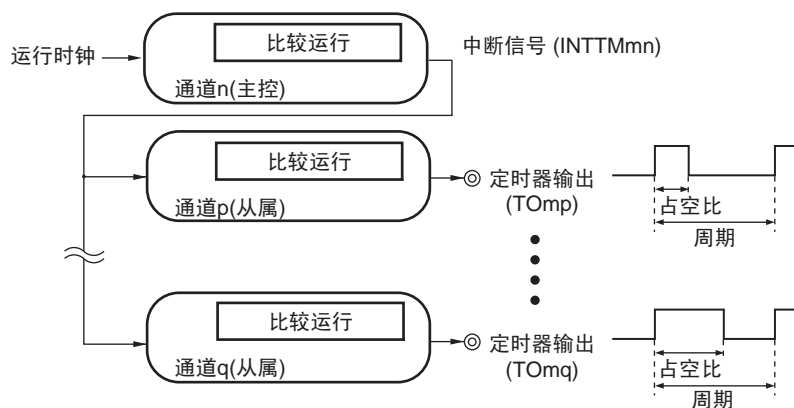 比较运行
运行时钟
中断信号 (INTTMmn)
通道n(主控)
比较运行
通道p(从属)
定时器输出
(TOmp)
占空比
周期
比较运行
通道q(从属)
定时器输出
(TOmq)
占空比
周期